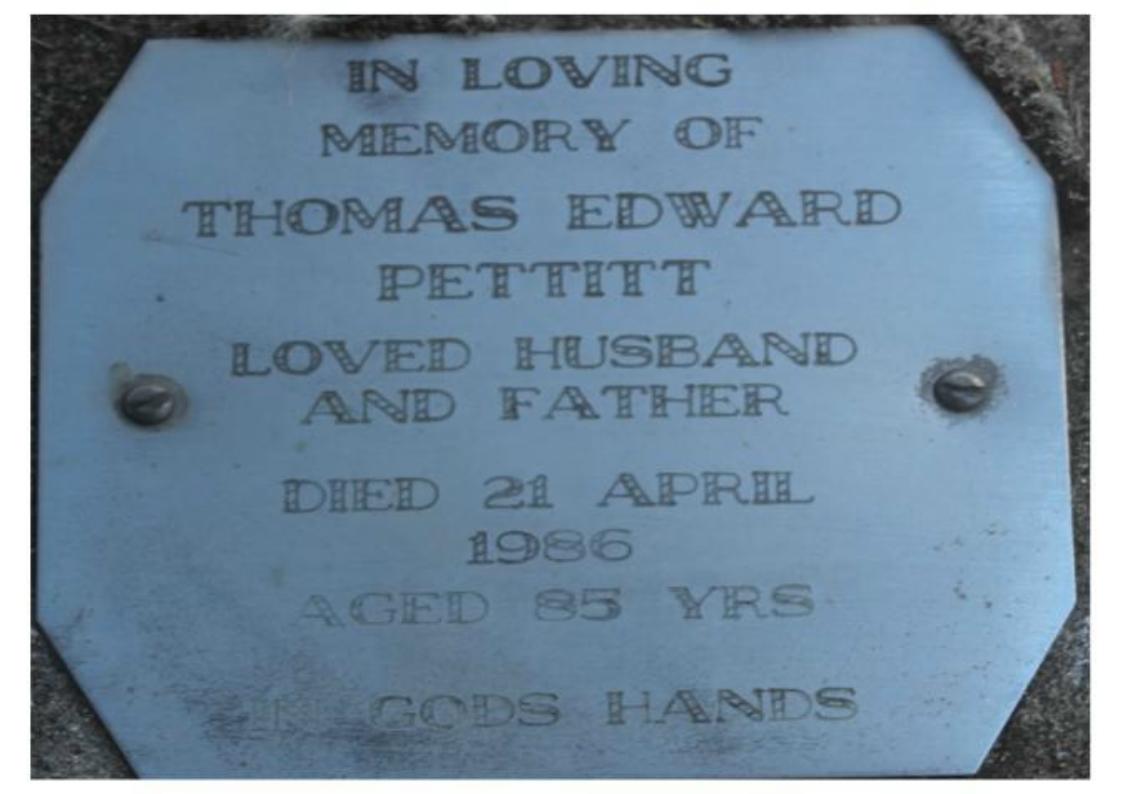 IN LOVING
MEMORY OF
THOMAS EDWARD
PETTITT
LOVED HUSBAND
AND FATHER
DIED 21 APRIL
1986
AGED 85 YRS
IN GODS HANDS